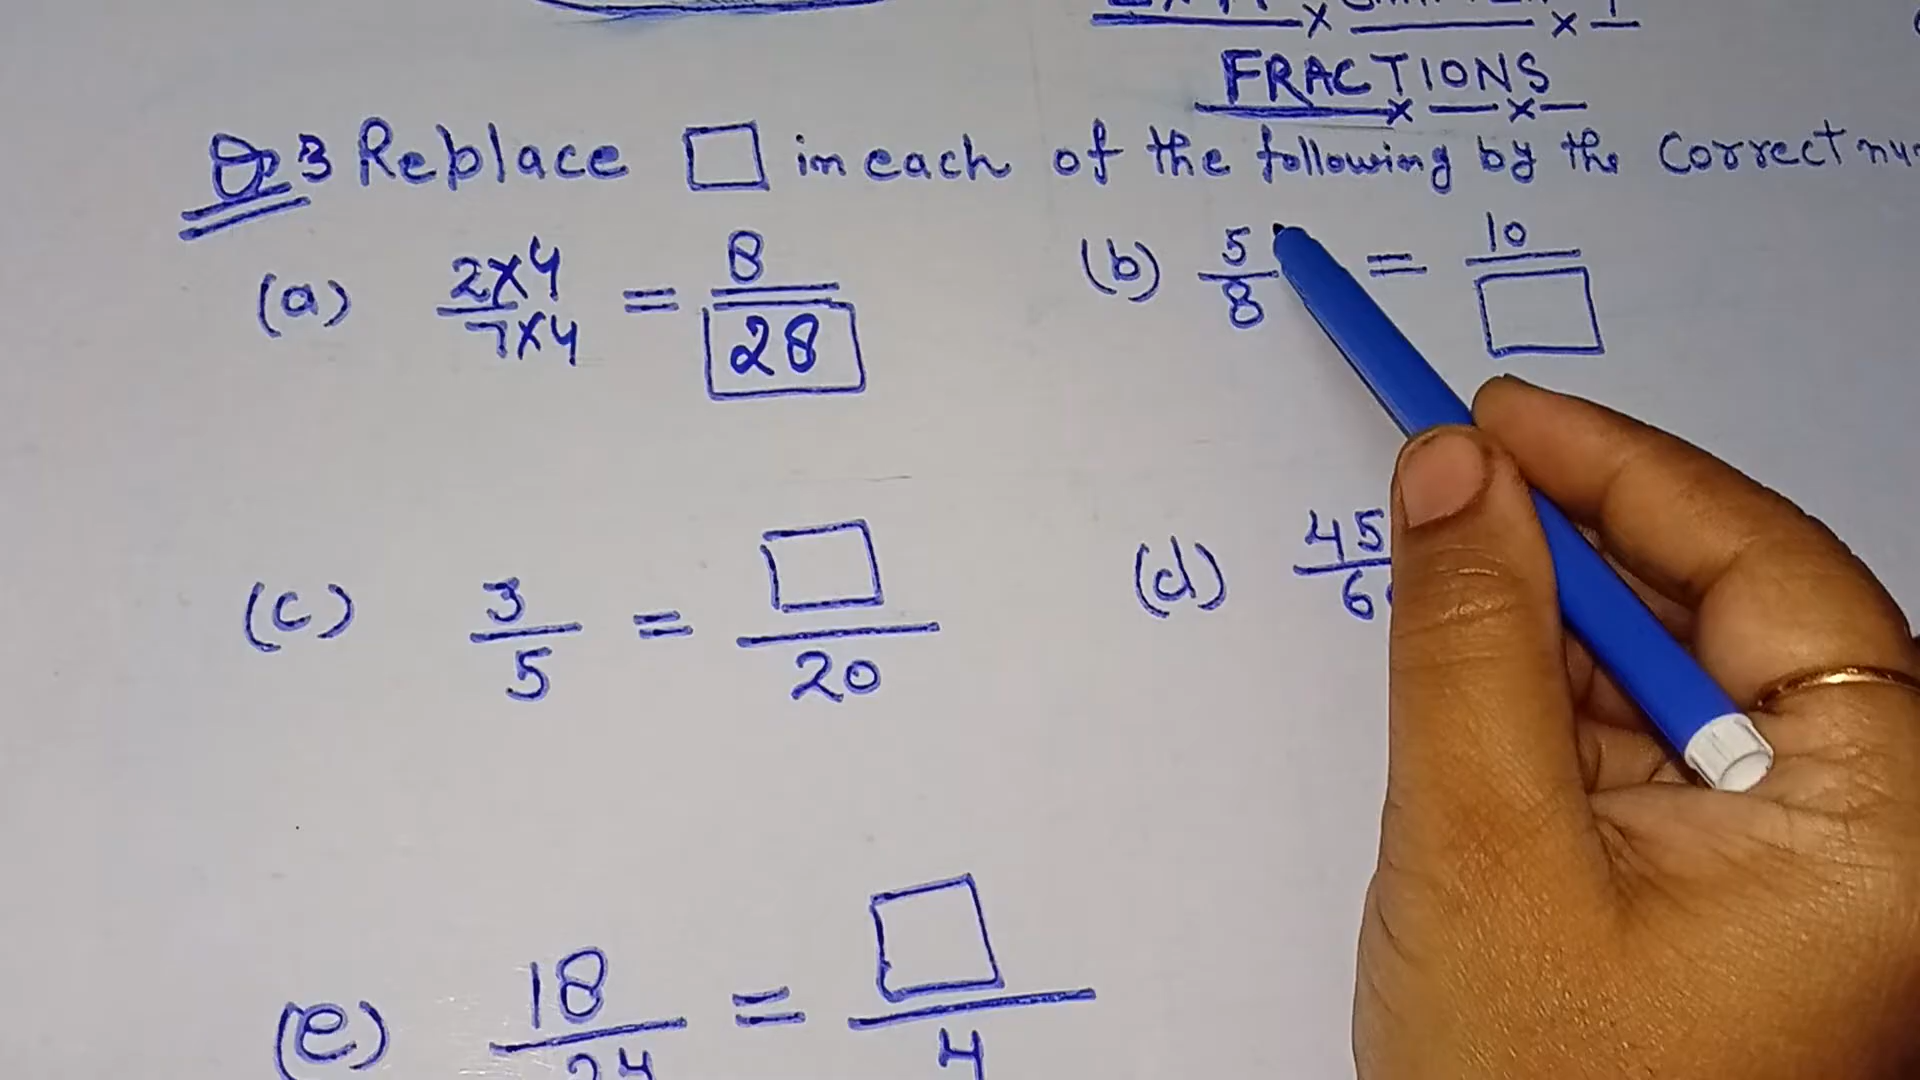 FRACTIONS
Q3 Replace □ in each of the following by the correct
(a) 2×4/7×4 = 8/28
(b) 5/8 = 10/□
(c) 3/5 = □/20
(d) 45
(e) 18/24 = □/4